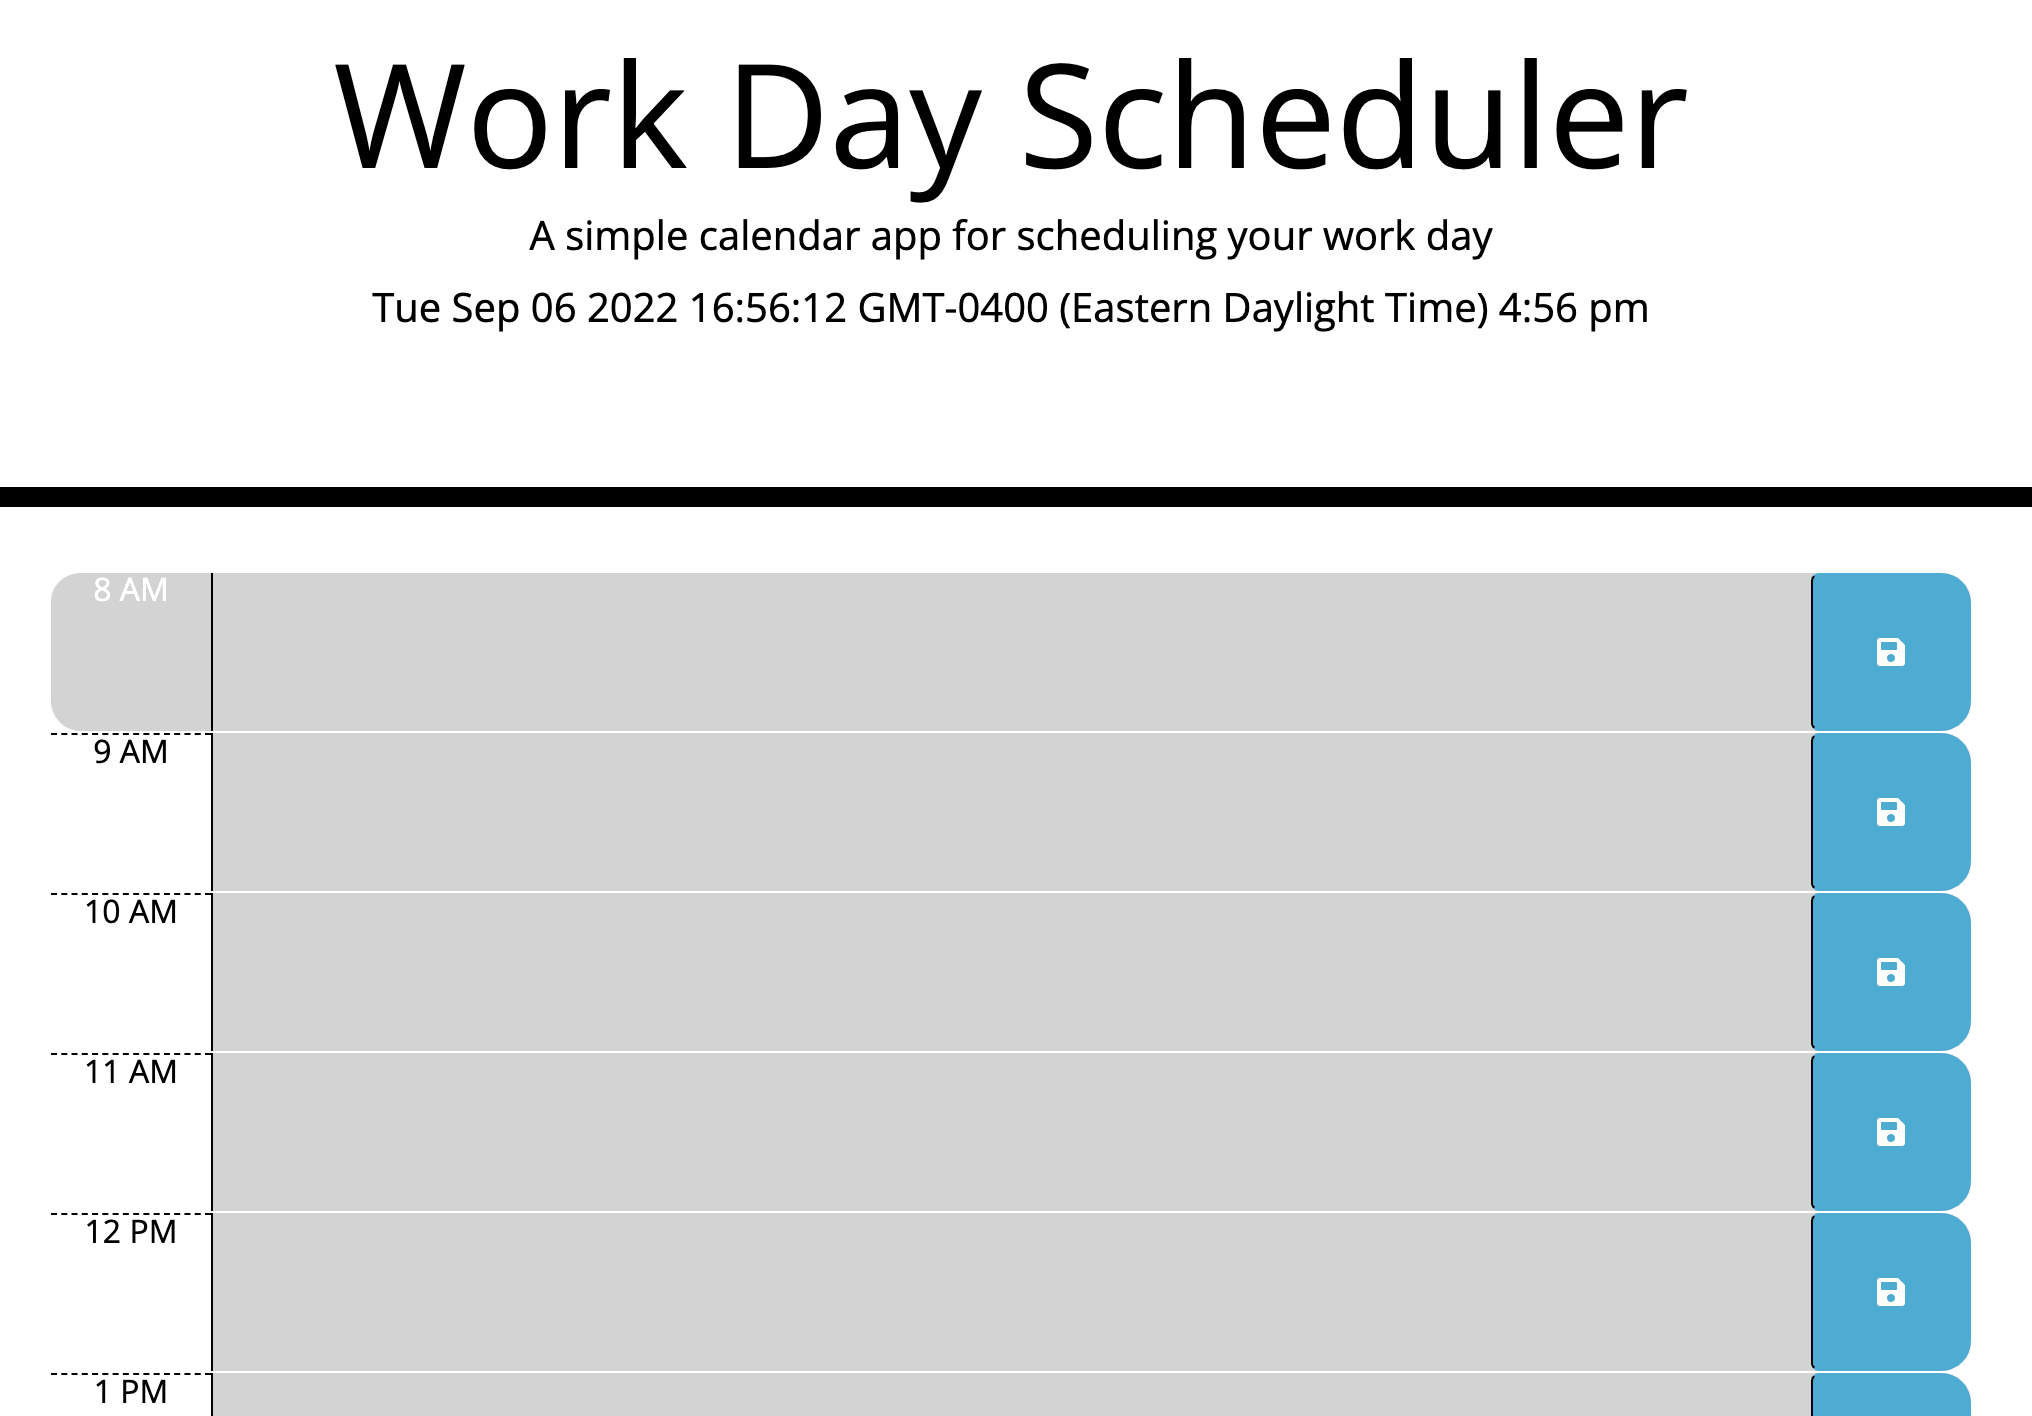 Work Day Scheduler
A simple calendar app for scheduling your work day
Tue Sep 06 2022 16:56:12 GMT-0400 (Eastern Daylight Time) 4:56 pm
8 AM
9 AM
10 AM
11 AM
12 PM
1 PM